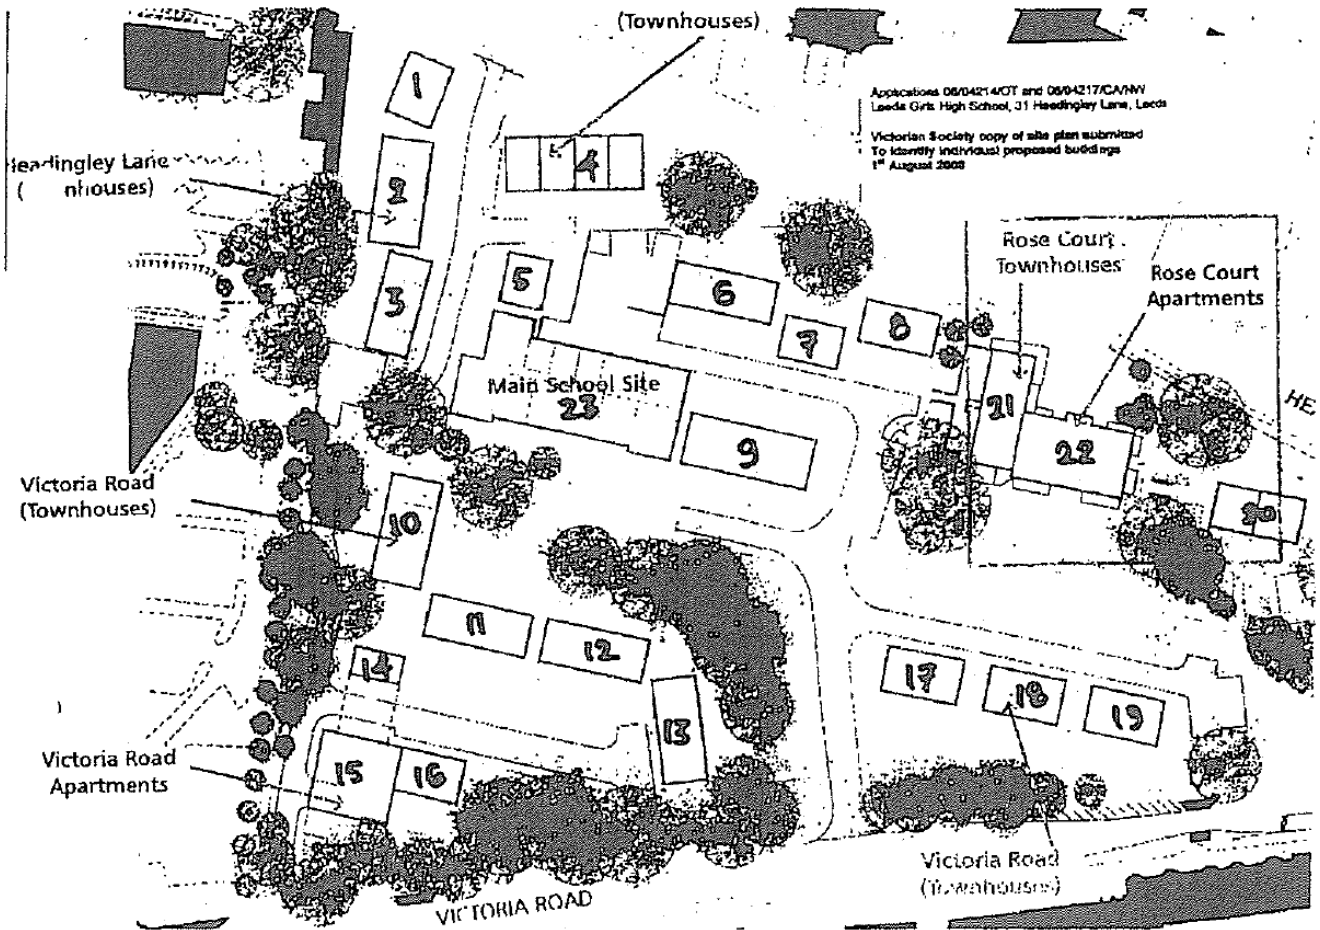 (Townhouses)
Applications 08/04214/OT and 08/04217/CA/NW
Leeds Girls High School, 31 Headingley Lane, Leeds
Victorian Society copy of site plan submitted
To identify individual proposed buildings
1st August 2008
1
2
3
4
5
6
7
8
9
Headingley Lane
( nhouses)
Rose Court
Townhouses
Rose Court
Apartments
Main School Site
23
21
22
20
HE
Victoria Road
(Townhouses)
10
11
12
13
14
15
16
17
18
19
Victoria Road
Apartments
Victoria Road
(Townhouses)
VICTORIA ROAD